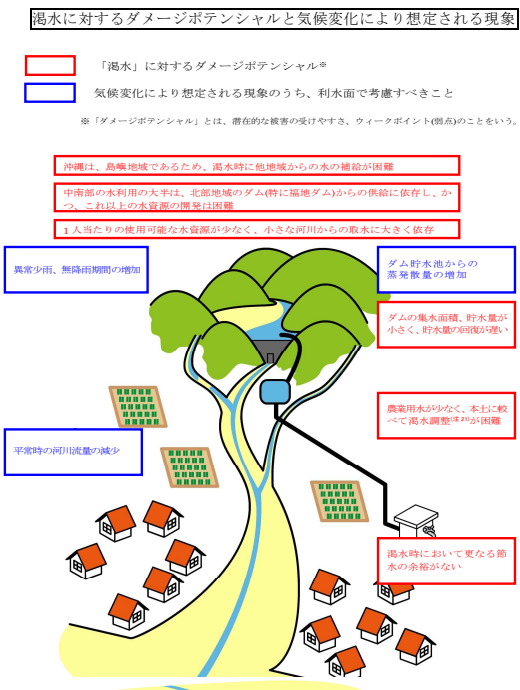 渇水に対するダメージポテンシャルと気候変化により想定される現象
「渇水」に対するダメージポテンシャル※
気候変化により想定される現象のうち、利水面で考慮すべきこと
※「ダメージポテンシャル」とは、潜在的な被害の受けやすさ、ウィークポイント(弱点)のことをいう。
沖縄は、島嶼地域であるため、渇水時に他地域からの水の補給が困難
中南部の水利用の大半は、北部地域のダム(特に福地ダム)からの供給に依存し、か
つ、これ以上の水資源の開発は困難
1人当たりの使用可能な水資源が少なく、小さな河川からの取水に大きく依存
異常少雨、無降雨期間の増加
ダム貯水池からの
蒸発散量の増加
ダムの集水面積、貯水量が
小さく、貯水量の回復が遅い
農業用水が少なく、本土に較
べて渇水調整(注23)が困難
平常時の河川流量の減少
渇水時において更なる節
水の余裕がない